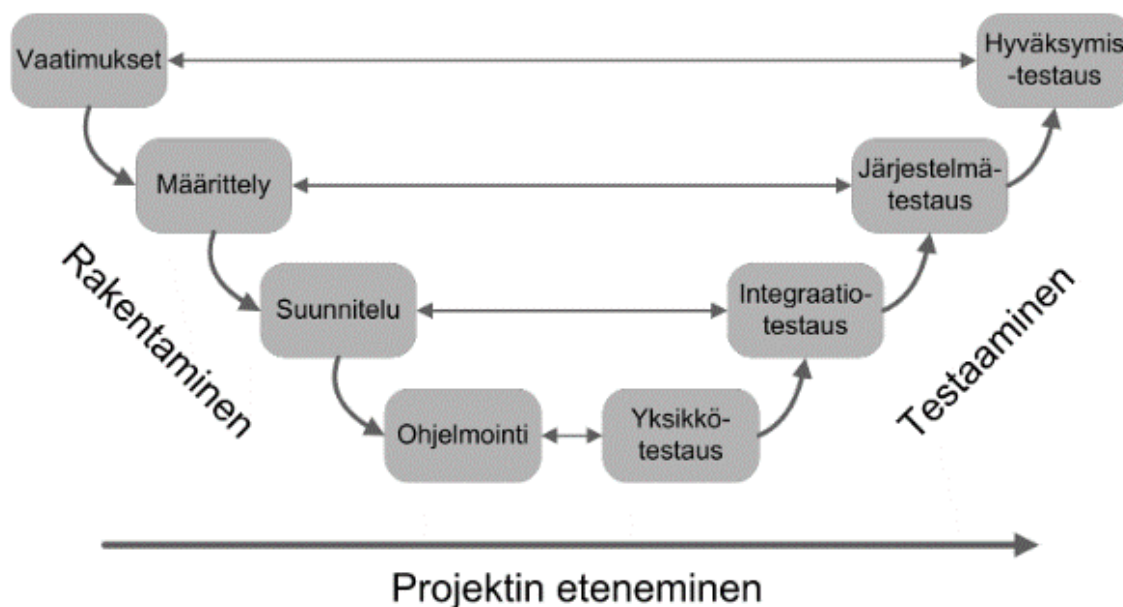 Vaatimukset
Hyväksymis
-testaus
Määrittely
Järjestelmä-
testaus
Rakentaminen
Suunnitelu
Integraatio-
testaus
Testaaminen
Ohjelmointi
Yksikkö-
testaus
Projektin eteneminen